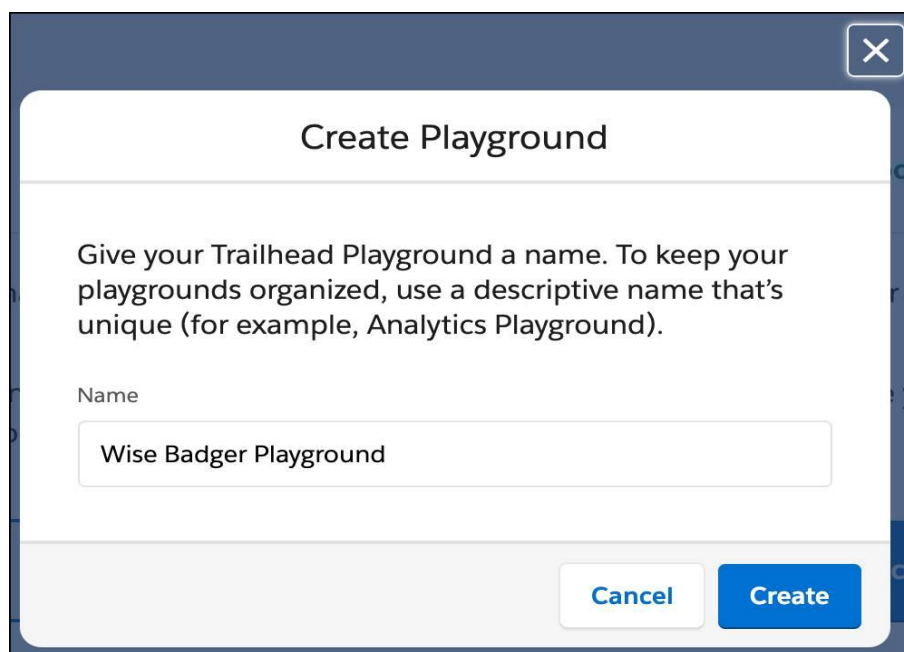 Create Playground
Give your Trailhead Playground a name. To keep your
playgrounds organized, use a descriptive name that’s
unique (for example, Analytics Playground).
Name
Wise Badger Playground
Cancel
Create